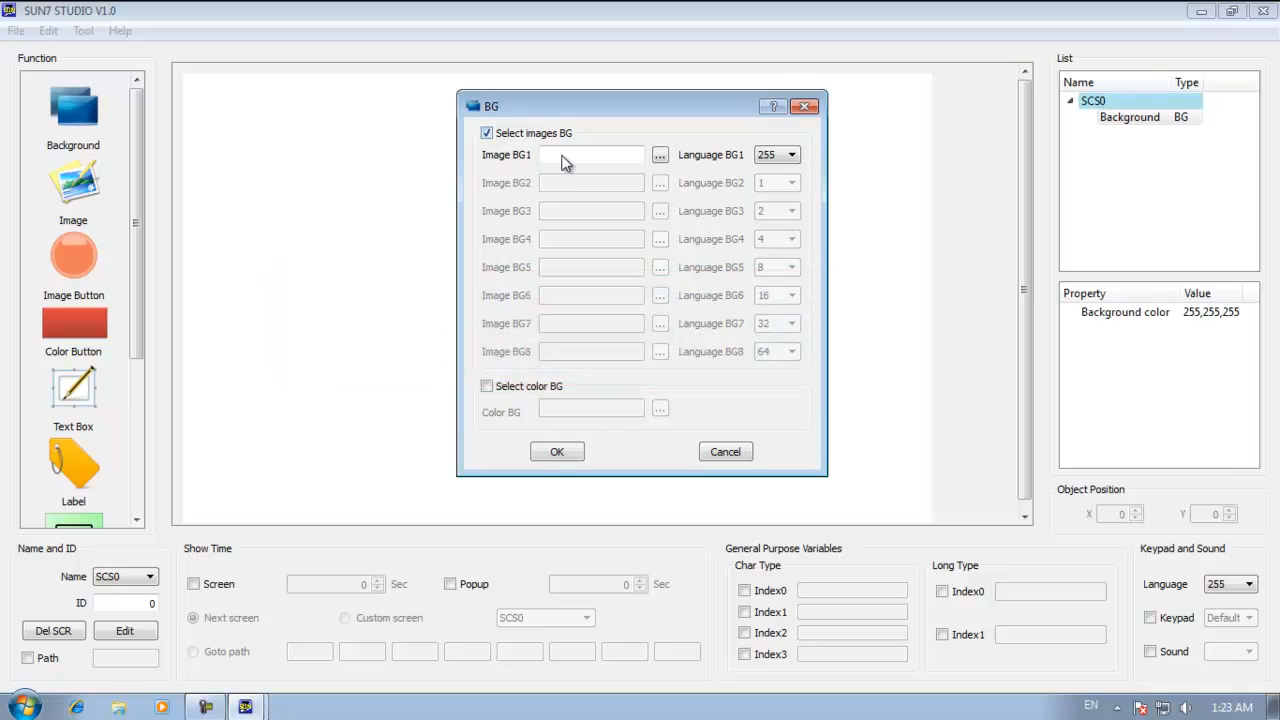 SUN7 STUDIO V1.0
File Edit Tool Help
Function
Background
Image
Image Button
Color Button
Text Box
Label
BG
?
Select images BG
Image BG1 ... Language BG1 255
Image BG2 ... Language BG2 1
Image BG3 ... Language BG3 2
Image BG4 ... Language BG4 4
Image BG5 ... Language BG5 8
Image BG6 ... Language BG6 16
Image BG7 ... Language BG7 32
Image BG8 ... Language BG8 64
Select color BG
Color BG ...
OK Cancel
List
Name Type
SCS0
Background BG
Property Value
Background color 255,255,255
Object Position
X 0 Y 0
Name and ID
Name SCS0
ID 0
Del SCR Edit
Path
Show Time
Screen 0 Sec Popup 0 Sec
Next screen Custom screen SCS0
Goto path
General Purpose Variables
Char Type Long Type
Index0 Index0
Index1
Index2 Index1
Index3
Keypad and Sound
Language 255
Keypad Default
Sound
EN 1:23 AM